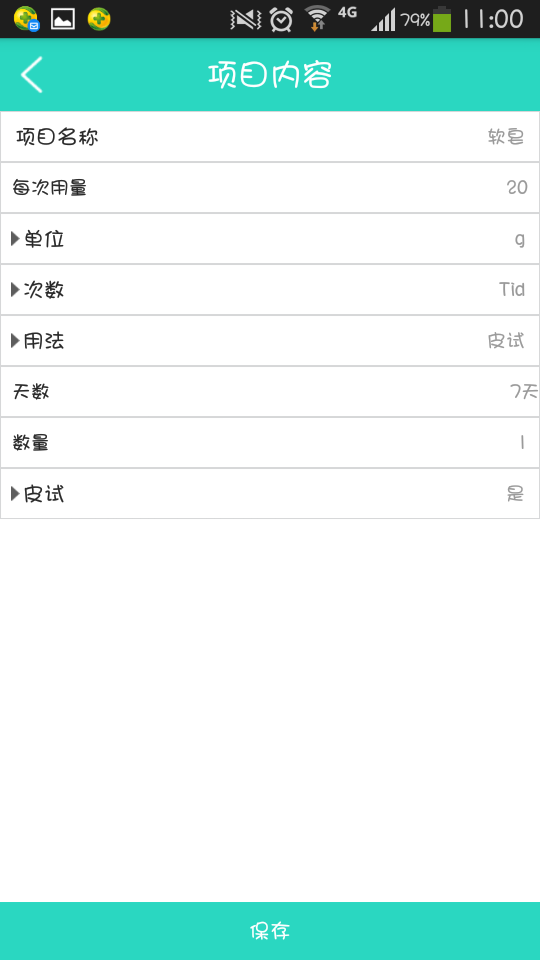 4G 79% 11:00
项目内容
项目名称 软皂
每次用量 20
单位 g
次数 Tid
用法 皮试
天数 7天
数量 1
皮试 是
保存